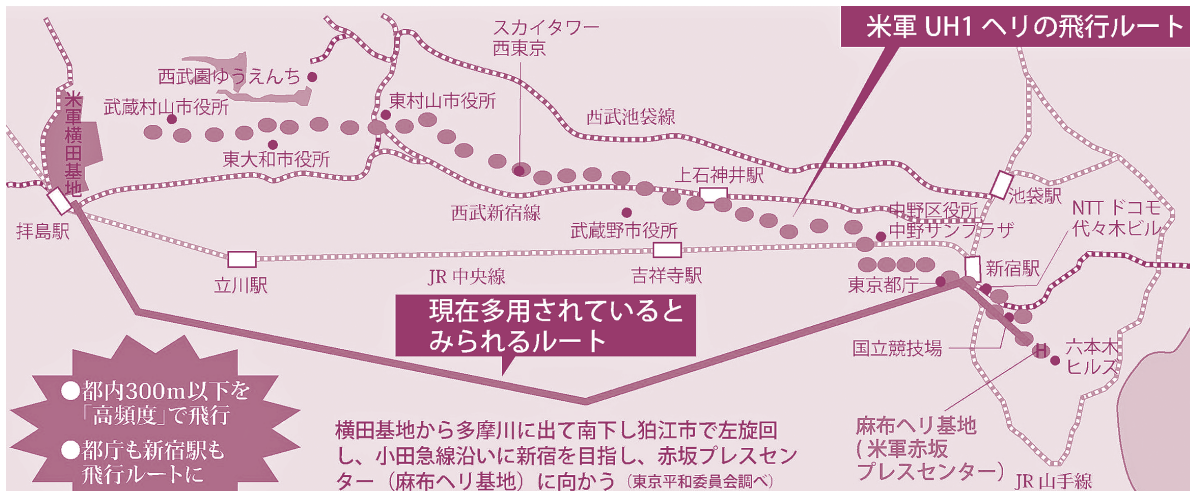 米軍 UH1 ヘリの飛行ルート
スカイタワー
西東京
西武園ゆうえんち
武蔵村山市役所
東村山市役所
西武池袋線
米軍横田基地
東大和市役所
上石神井駅
池袋駅
NTTドコモ
代々木ビル
西武新宿線
武蔵野市役所
中野区役所
中野サンプラザ
拝島駅
立川駅
JR 中央線
吉祥寺駅
東京都庁
新宿駅
現在多用されていると
みられるルート
国立競技場
H
六本木
ヒルズ
●都内300m以下を
「高頻度」で飛行
●都庁も新宿駅も
飛行ルートに
横田基地から多摩川に出て南下し狛江市で左旋回
し、小田急線沿いに新宿を目指し、赤坂プレスセン
ター（麻布ヘリ基地）に向かう（東京平和委員会調べ）
麻布ヘリ基地
（米軍赤坂
プレスセンター）
JR 山手線